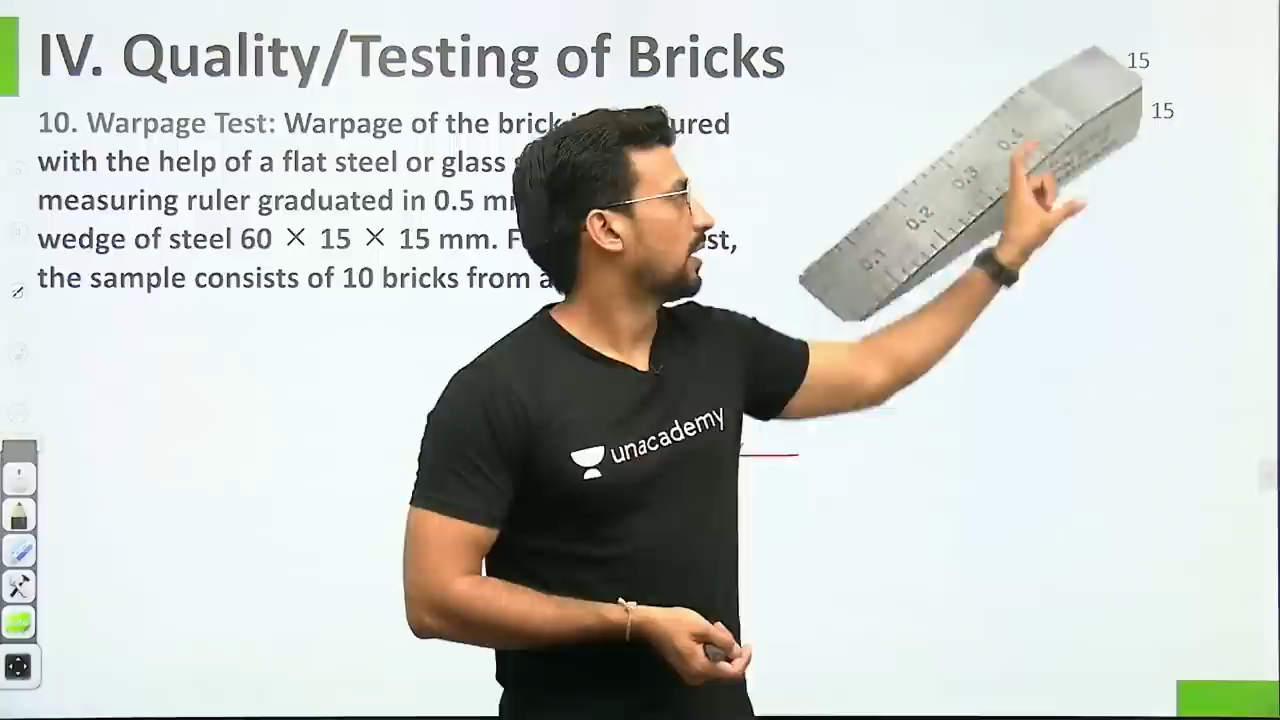 IV. Quality/Testing of Bricks
10. Warpage Test: Warpage of the brick
with the help of a flat steel or glass
measuring ruler graduated in 0.5
wedge of steel 60 × 15 × 15 mm.
the sample consists of 10 bricks from
15
15
0.1
0.2
0.3
0.4
unacademy